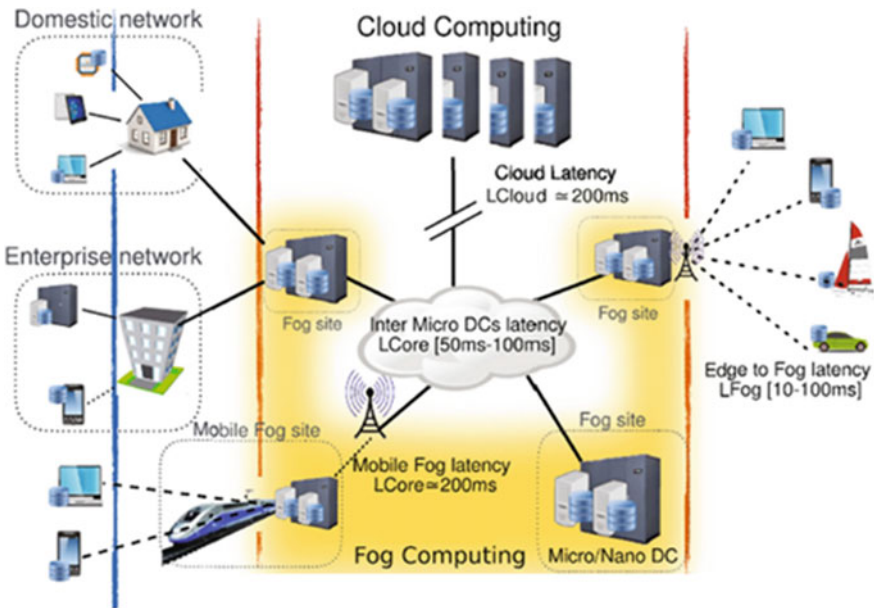 Domestic network
Cloud Computing
Cloud Latency
LCloud ≃ 200ms
Enterprise network
Fog site
Fog site
Inter Micro DCs latency
LCore [50ms-100ms]
Edge to Fog latency
LFog [10-100ms]
Fog site
Mobile Fog site
Mobile Fog latency
LCore≃200ms
Fog Computing
Micro/Nano DC